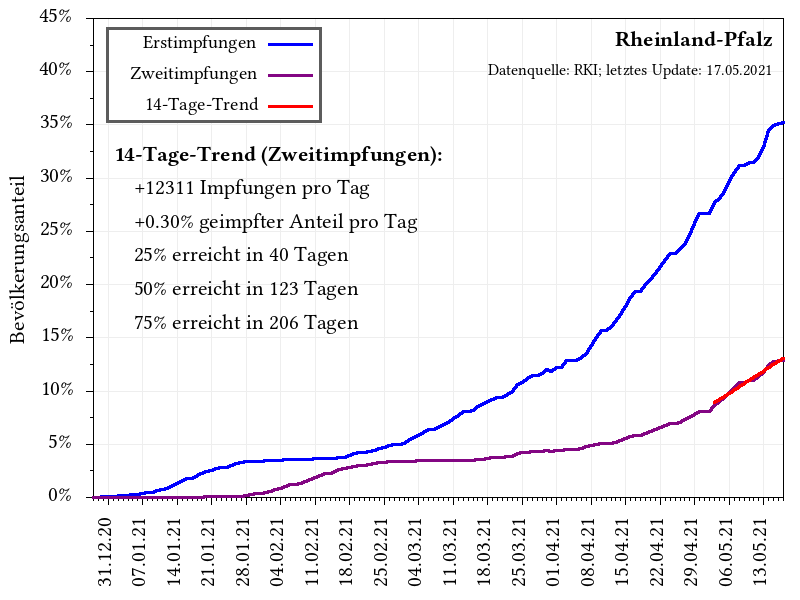 45%
40%
35%
30%
25%
20%
15%
10%
5%
0%
Bevölkerungsanteil
Erstimpfungen
Zweitimpfungen
14-Tage-Trend
Rheinland-Pfalz
Datenquelle: RKI; letztes Update: 17.05.2021
14-Tage-Trend (Zweitimpfungen):
+12311 Impfungen pro Tag
+0.30% geimpfter Anteil pro Tag
25% erreicht in 40 Tagen
50% erreicht in 123 Tagen
75% erreicht in 206 Tagen
31.12.20
07.01.21
14.01.21
21.01.21
28.01.21
04.02.21
11.02.21
18.02.21
25.02.21
04.03.21
11.03.21
18.03.21
25.03.21
01.04.21
08.04.21
15.04.21
22.04.21
29.04.21
06.05.21
13.05.21